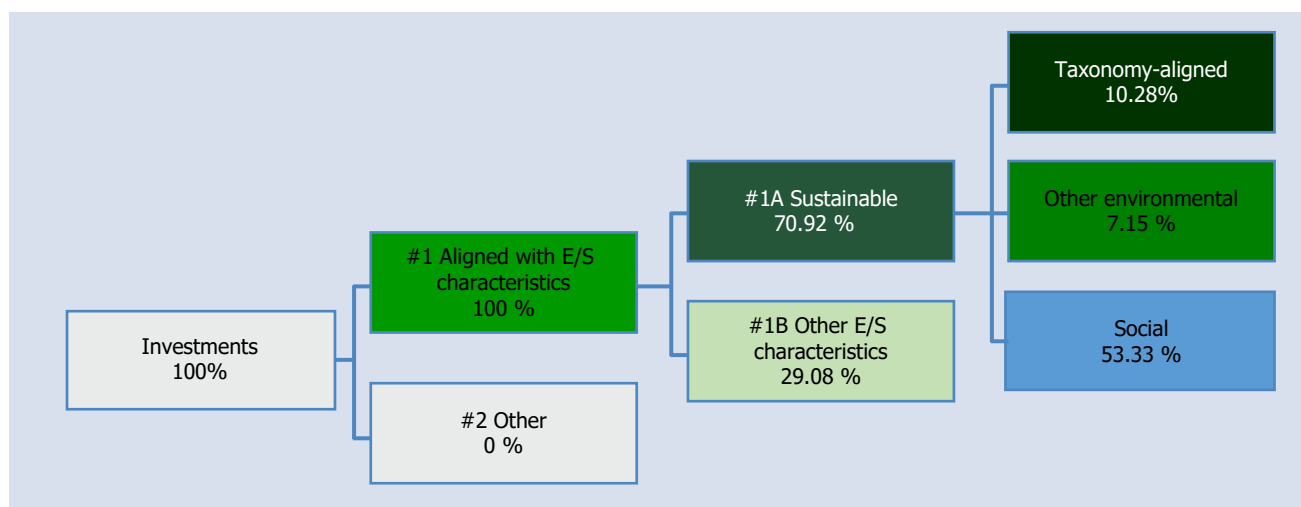 Investments
100%
#1 Aligned with E/S
characteristics
100 %
#2 Other
0 %
#1A Sustainable
70.92 %
#1B Other E/S
characteristics
29.08 %
Taxonomy-aligned
10.28%
Other environmental
7.15 %
Social
53.33 %